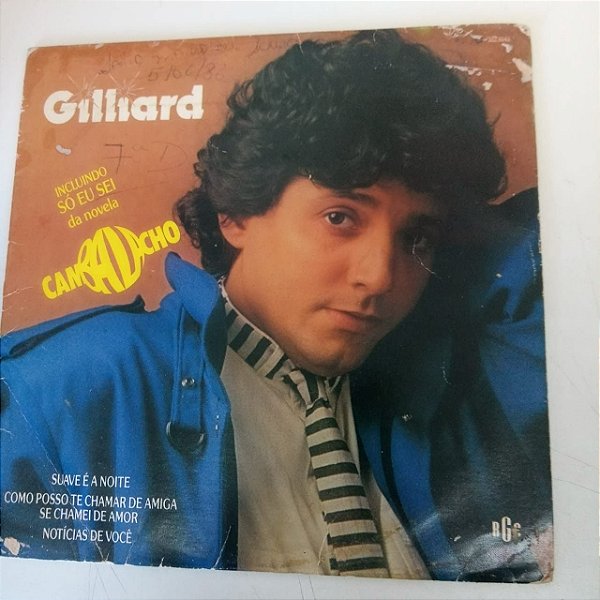 Gilliard
INCLUINDO
SÓ EU SEI
da novela
CAMBALACHO
SUAVE É A NOITE
COMO POSSO TE CHAMAR DE AMIGA
SE CHAMEI DE AMOR
NOTÍCIAS DE VOCÊ
RGE